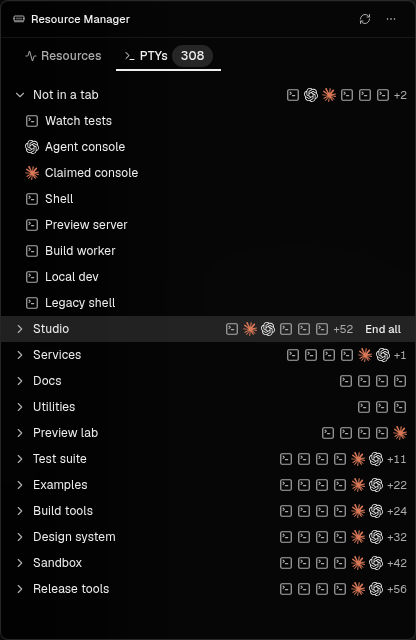 Resource Manager
Resources PTYs 308
Not in a tab +2
Watch tests
Agent console
Claimed console
Shell
Preview server
Build worker
Local dev
Legacy shell
Studio +52 End all
Services +1
Docs
Utilities
Preview lab
Test suite +11
Examples +22
Build tools +24
Design system +32
Sandbox +42
Release tools +56